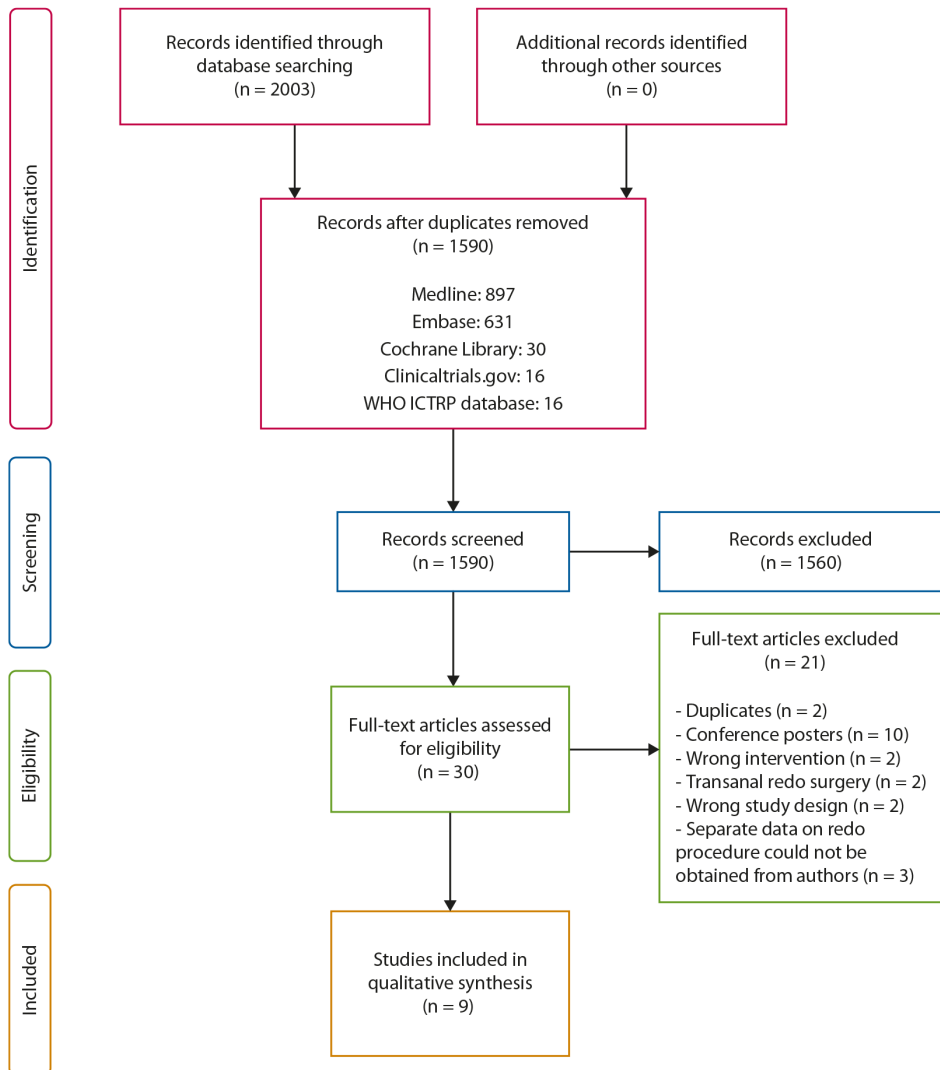 Records identified through
database searching
(n = 2003)
Additional records identified
through other sources
(n = 0)
Identification
Records after duplicates removed
(n = 1590)
Medline: 897
Embase: 631
Cochrane Library: 30
Clinicaltrials.gov: 16
WHO ICTRP database: 16
Screening
Records screened
(n = 1590)
Records excluded
(n = 1560)
Eligibility
Full-text articles assessed
for eligibility
(n = 30)
Full-text articles excluded
(n = 21)
- Duplicates (n = 2)
- Conference posters (n = 10)
- Wrong intervention (n = 2)
- Transanal redo surgery (n = 2)
- Wrong study design (n = 2)
- Separate data on redo
procedure could not be
obtained from authors (n = 3)
Included
Studies included in
qualitative synthesis
(n = 9)